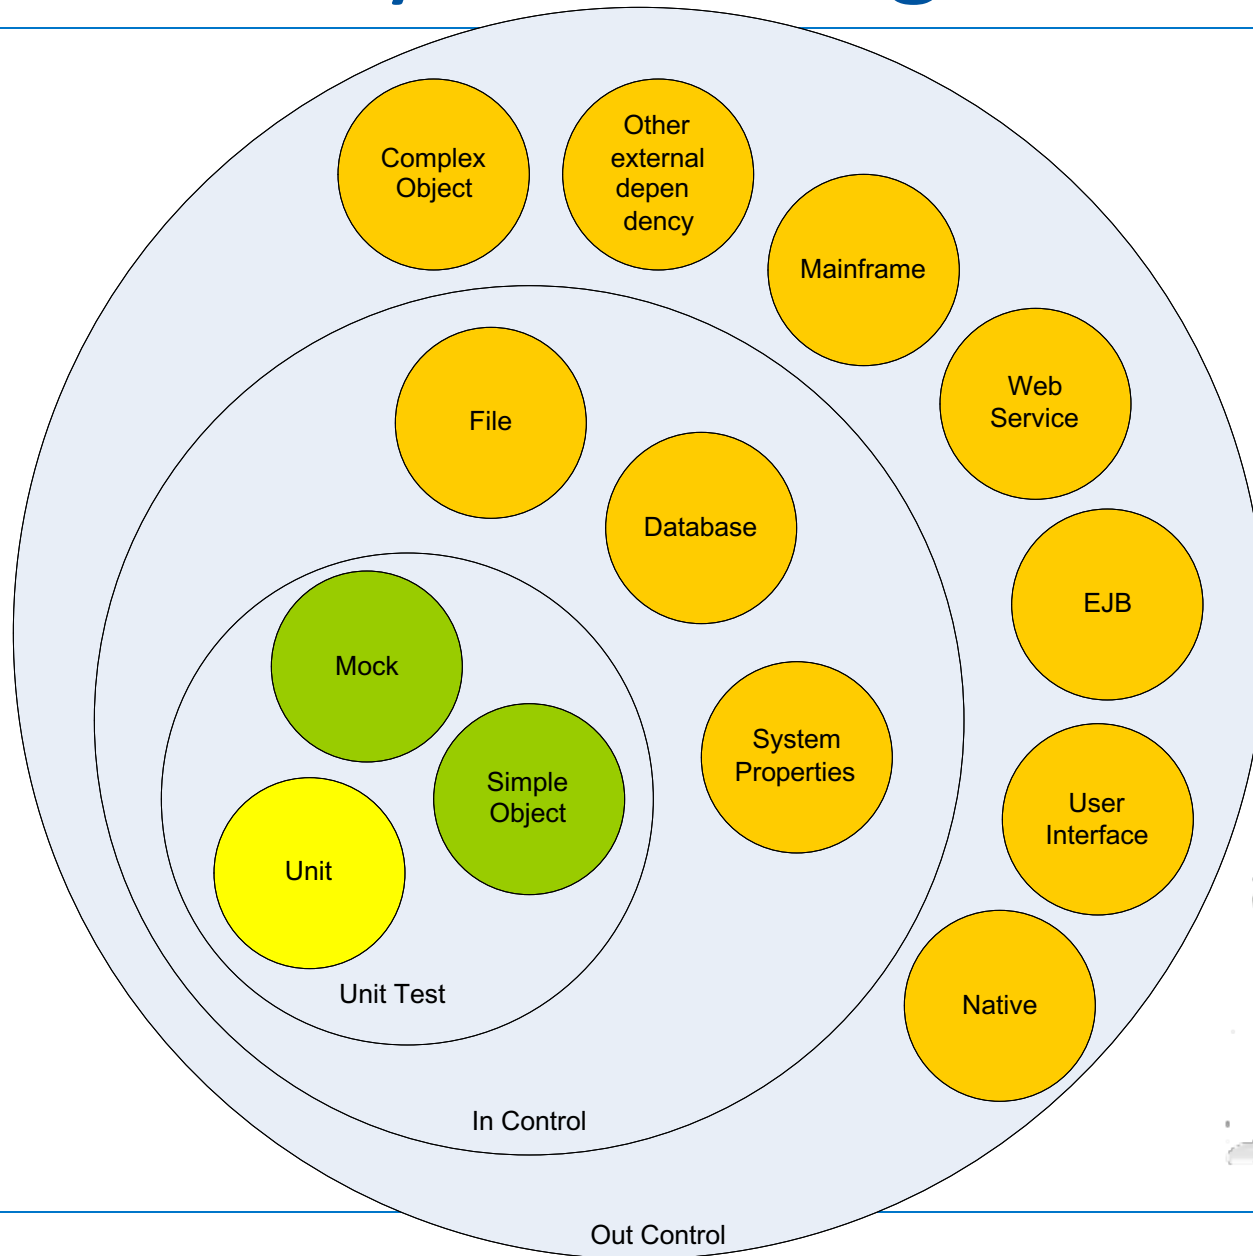 Complex
Object
Other
external
depen
dency
Mainframe
Web
Service
File
Database
EJB
Mock
System
Properties
Simple
Object
User
Interface
Unit
Unit Test
Native
In Control
Out Control